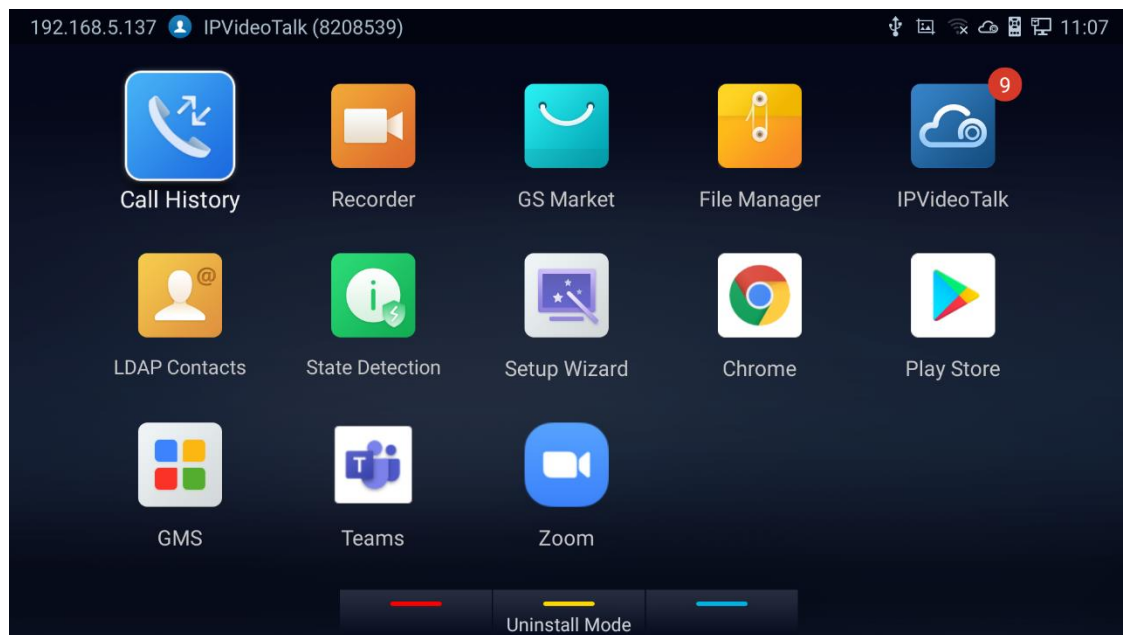 192.168.5.137 IPVideoTalk (8208539) 11:07
9
Call History Recorder GS Market File Manager IPVideoTalk
@
i
LDAP Contacts State Detection Setup Wizard Chrome Play Store
T
GMS Teams Zoom
Uninstall Mode